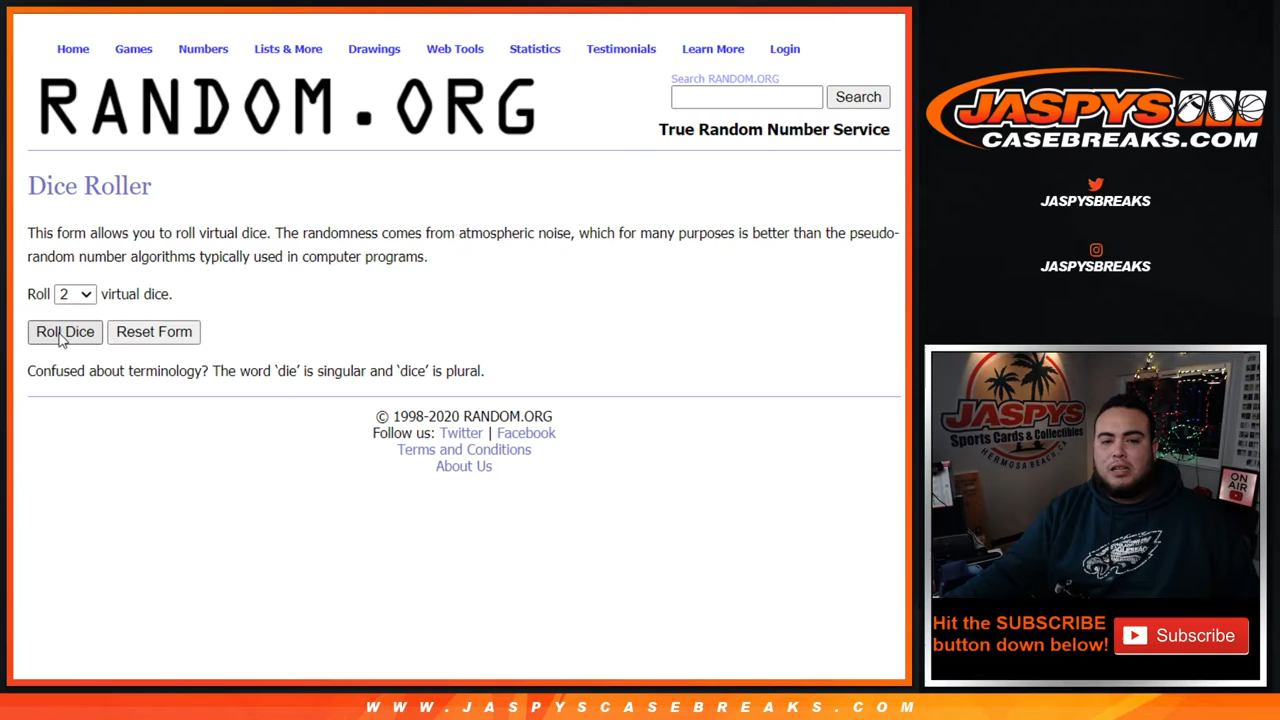 Home Games Numbers Lists & More Drawings Web Tools Statistics Testimonials Learn More Login
RANDOM.ORG
Search RANDOM.ORG
Search
True Random Number Service
Dice Roller
This form allows you to roll virtual dice. The randomness comes from atmospheric noise, which for many purposes is better than the pseudo-
random number algorithms typically used in computer programs.
Roll 2 virtual dice.
Roll Dice Reset Form
Confused about terminology? The word ‘die’ is singular and ‘dice’ is plural.
© 1998-2020 RANDOM.ORG
Follow us: Twitter | Facebook
Terms and Conditions
About Us
JASPYS
CASEBREAKS.COM
JASPYSBREAKS
JASPYSBREAKS
JASPYS
Sports Cards & Collectibles
HERMOSA BEACH, CA
ON
AIR
Hit the SUBSCRIBE
button down below!
Subscribe
WWW.JASPYSCASEBREAKS.COM